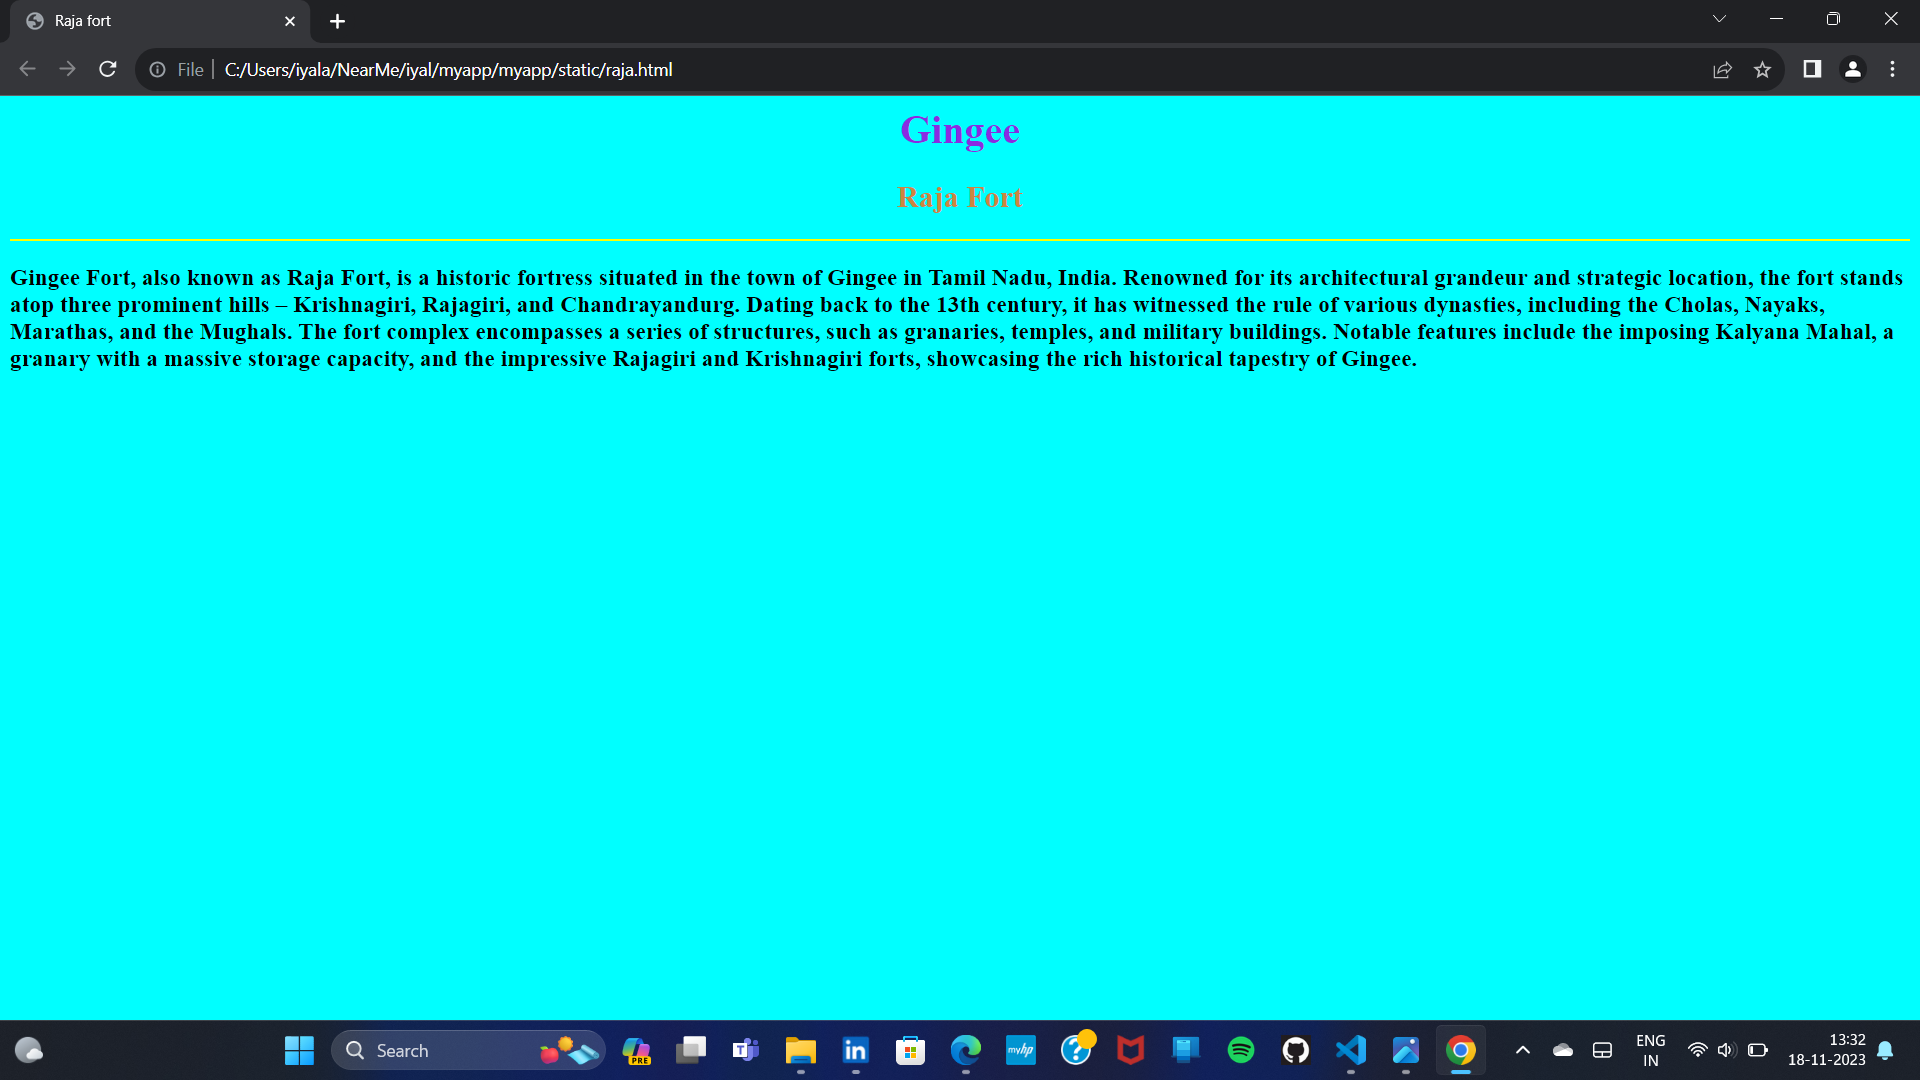 Raja fort
File
C:/Users/iyala/NearMe/iyal/myapp/myapp/static/raja.html
Gingee
Raja Fort
Gingee Fort, also known as Raja Fort, is a historic fortress situated in the town of Gingee in Tamil Nadu, India. Renowned for its architectural grandeur and strategic location, the fort stands
atop three prominent hills – Krishnagiri, Rajagiri, and Chandrayandurg. Dating back to the 13th century, it has witnessed the rule of various dynasties, including the Cholas, Nayaks,
Marathas, and the Mughals. The fort complex encompasses a series of structures, such as granaries, temples, and military buildings. Notable features include the imposing Kalyana Mahal, a
granary with a massive storage capacity, and the impressive Rajagiri and Krishnagiri forts, showcasing the rich historical tapestry of Gingee.
Search
PRE
T
in
myhp
?
ENG
IN
13:32
18-11-2023